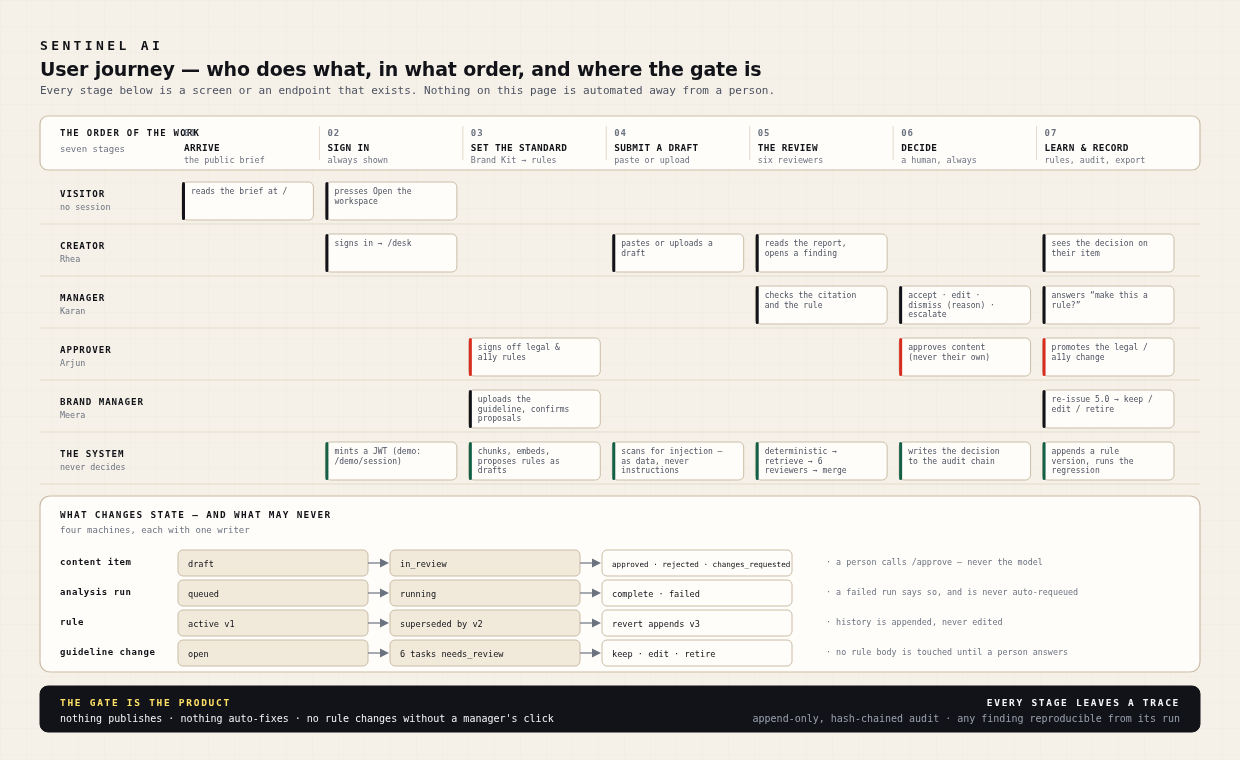 SENTINEL AI
User journey — who does what, in what order, and where the gate is
Every stage below is a screen or an endpoint that exists. Nothing on this page is automated away from a person.
THE ORDER OF THE WORK
seven stages
01
ARRIVE
the public brief
02
SIGN IN
always shown
03
SET THE STANDARD
Brand Kit → rules
04
SUBMIT A DRAFT
paste or upload
05
THE REVIEW
six reviewers
06
DECIDE
a human, always
07
LEARN & RECORD
rules, audit, export
VISITOR
no session
reads the brief at /
presses Open the
workspace
CREATOR
Rhea
signs in → /desk
pastes or uploads a
draft
reads the report,
opens a finding
sees the decision on
their item
MANAGER
Karan
checks the citation
and the rule
accept · edit ·
dismiss (reason) ·
escalate
answers “make this a
rule?”
APPROVER
Arjun
signs off legal &
a11y rules
approves content
(never their own)
promotes the legal /
a11y change
BRAND MANAGER
Meera
uploads the
guideline, confirms
proposals
re-issue 5.0 → keep /
edit / retire
THE SYSTEM
never decides
mints a JWT (demo:
/demo/session)
chunks, embeds,
proposes rules as
drafts
scans for injection —
as data, never
instructions
deterministic →
retrieve → 6
reviewers → merge
writes the decision
to the audit chain
appends a rule
version, runs the
regression
WHAT CHANGES STATE — AND WHAT MAY NEVER
four machines, each with one writer
content item
draft
in_review
approved · rejected · changes_requested
· a person calls /approve — never the model
analysis run
queued
running
complete · failed
· a failed run says so, and is never auto-requeued
rule
active v1
superseded by v2
revert appends v3
· history is appended, never edited
guideline change
open
6 tasks needs_review
keep · edit · retire
· no rule body is touched until a person answers
THE GATE IS THE PRODUCT
nothing publishes · nothing auto-fixes · no rule changes without a manager's click
EVERY STAGE LEAVES A TRACE
append-only, hash-chained audit · any finding reproducible from its run